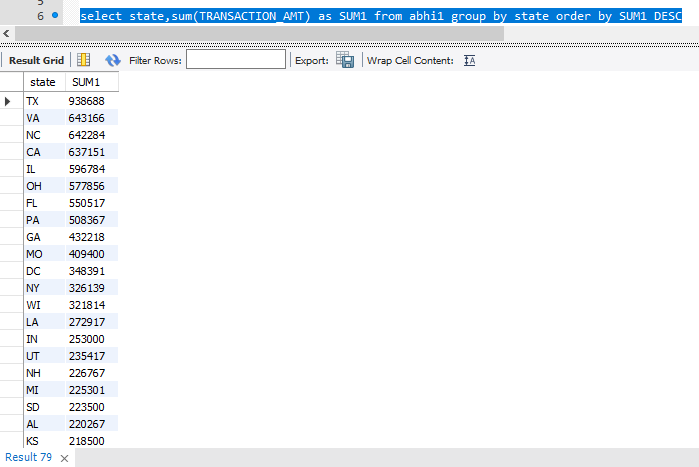 5
6 select state,sum(TRANSACTION_AMT) as SUM1 from abhi1 group by state order by SUM1 DESC
Result Grid Filter Rows: Export: Wrap Cell Content:
state SUM1
TX 938688
VA 643166
NC 642284
CA 637151
IL 596784
OH 577856
FL 550517
PA 508367
GA 432218
MO 409400
DC 348391
NY 326139
WI 321814
LA 272917
IN 253000
UT 235417
NH 226767
MI 225301
SD 223500
AL 220267
KS 218500
Result 79